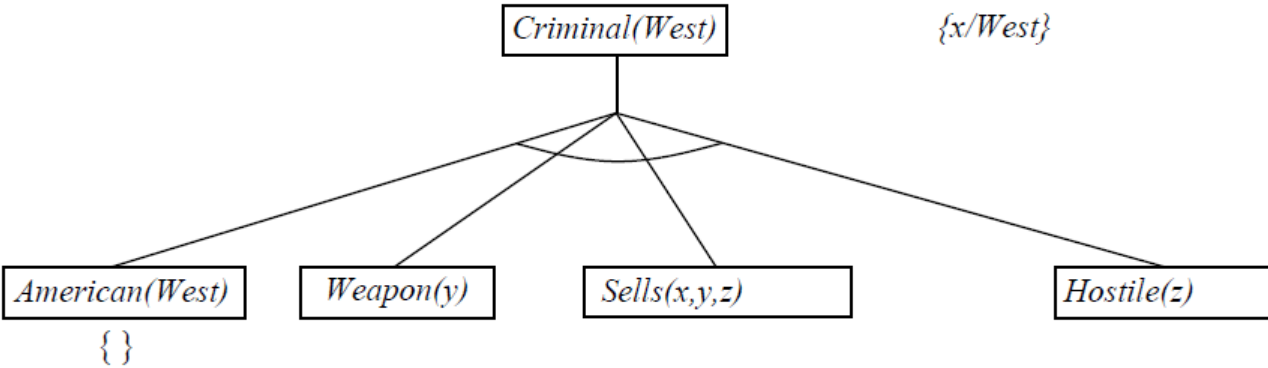 Criminal(West)
{x/West}
American(West)
Weapon(y)
Sells(x,y,z)
Hostile(z)
{ }